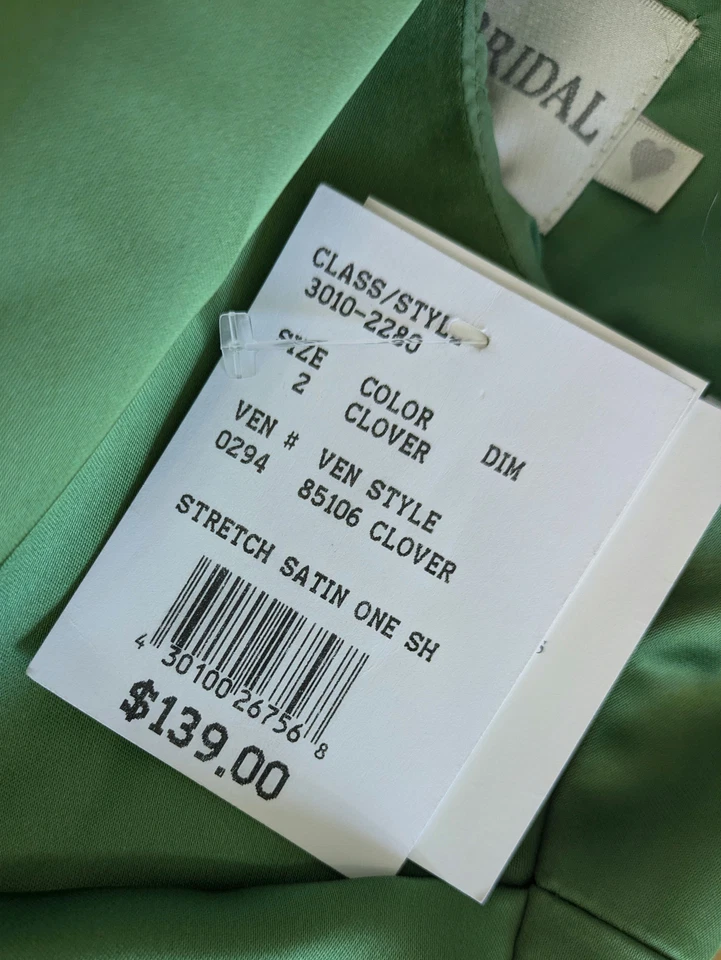 BRIDAL
CLASS/STYLE
3010-2280
SIZE
2
COLOR
CLOVER
DIM
VEN #
0294
VEN STYLE
85106 CLOVER
STRETCH SATIN ONE SH
4 30100 26756 8
$139.00